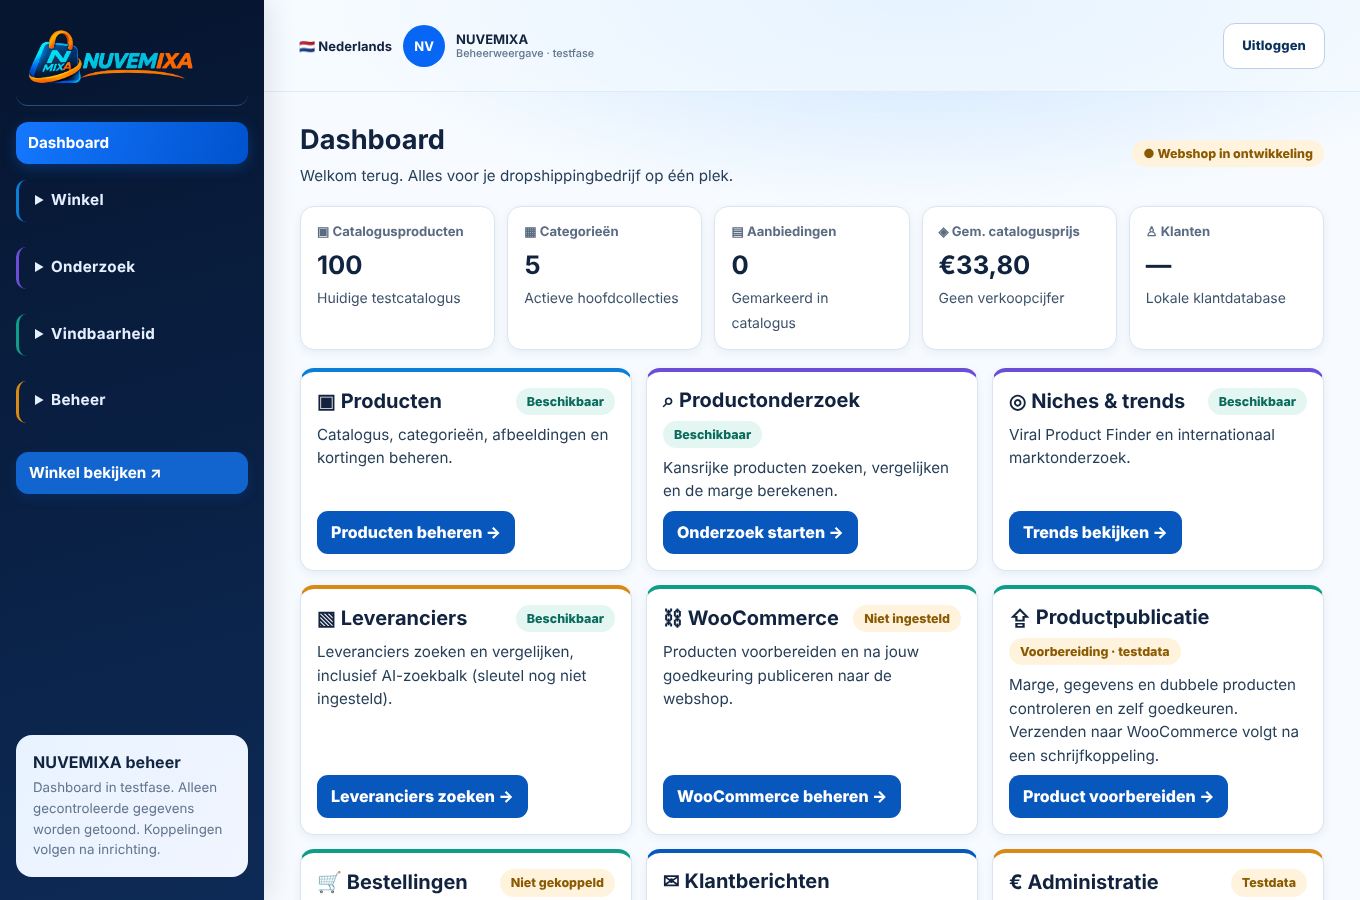 N
MIXA
NUVEMIXA
Dashboard
▶ Winkel
▶ Onderzoek
▶ Vindbaarheid
▶ Beheer
Winkel bekijken ↗
NUVEMIXA beheer
Dashboard in testfase. Alleen
gecontroleerde gegevens
worden getoond. Koppelingen
volgen na inrichting.
🇳🇱 Nederlands
NV
NUVEMIXA
Beheerweergave · testfase
Uitloggen
Dashboard
Welkom terug. Alles voor je dropshippingbedrijf op één plek.
● Webshop in ontwikkeling
▣ Catalogusproducten
100
Huidige testcatalogus
▦ Categorieën
5
Actieve hoofdcollecties
▤ Aanbiedingen
0
Gemarkeerd in
catalogus
◈ Gem. catalogusprijs
€33,80
Geen verkoopcijfer
♙ Klanten
—
Lokale klantdatabase
▣ Producten
Beschikbaar
Catalogus, categorieën, afbeeldingen en
kortingen beheren.
Producten beheren →
⌕ Productonderzoek
Beschikbaar
Kansrijke producten zoeken, vergelijken
en de marge berekenen.
Onderzoek starten →
◎ Niches & trends
Beschikbaar
Viral Product Finder en internationaal
marktonderzoek.
Trends bekijken →
▧ Leveranciers
Beschikbaar
Leveranciers zoeken en vergelijken,
inclusief AI-zoekbalk (sleutel nog niet
ingesteld).
Leveranciers zoeken →
⛓ WooCommerce
Niet ingesteld
Producten voorbereiden en na jouw
goedkeuring publiceren naar de
webshop.
WooCommerce beheren →
⇪ Productpublicatie
Voorbereiding · testdata
Marge, gegevens en dubbele producten
controleren en zelf goedkeuren.
Verzenden naar WooCommerce volgt na
een schrijfkoppeling.
Product voorbereiden →
🛒 Bestellingen
Niet gekoppeld
✉ Klantberichten
€ Administratie
Testdata